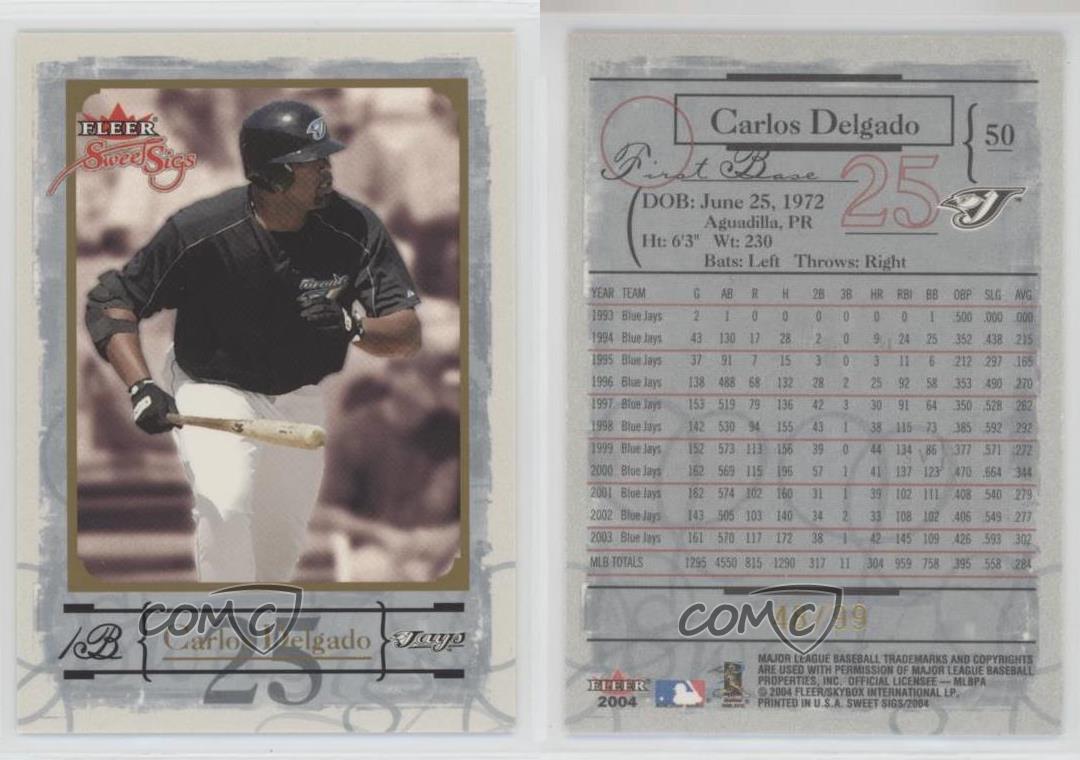 FLEER
Sweet Sigs
Toronto
1B
Carlos Delgado
Jays
25
COMC
Carlos Delgado
50
First Base
25
DOB: June 25, 1972
Aguadilla, PR
Ht: 6'3" Wt: 230
Bats: Left Throws: Right
YEAR TEAM G AB R H 2B 3B HR RBI BB OBP SLG AVG
1993 Blue Jays 2 1 0 0 0 0 0 0 1 .500 .000 .000
1994 Blue Jays 43 130 17 28 2 0 9 24 25 .352 .438 .215
1995 Blue Jays 37 91 7 15 3 0 3 11 6 .212 .297 .165
1996 Blue Jays 138 488 68 132 28 2 25 92 58 .353 .490 .270
1997 Blue Jays 153 519 79 136 42 3 30 91 64 .350 .528 .262
1998 Blue Jays 142 530 94 155 43 1 38 115 73 .385 .592 .292
1999 Blue Jays 152 573 113 156 39 0 44 134 86 .377 .571 .272
2000 Blue Jays 162 569 115 196 57 1 41 137 123 .470 .664 .344
2001 Blue Jays 162 574 102 160 31 1 39 102 111 .408 .540 .279
2002 Blue Jays 143 505 103 140 34 2 33 108 102 .406 .549 .277
2003 Blue Jays 161 570 117 172 38 1 42 145 109 .426 .593 .302
MLB TOTALS 1295 4550 815 1290 317 11 304 959 758 .395 .558 .284
COMC
MAJOR LEAGUE BASEBALL TRADEMARKS AND COPYRIGHTS
ARE USED WITH PERMISSION OF MAJOR LEAGUE BASEBALL
PROPERTIES, INC. OFFICIAL LICENSEE — MLBPA
© 2004 FLEER/SKYBOX INTERNATIONAL LP.
PRINTED IN U.S.A. SWEET SIGS/2004
FLEER
2004